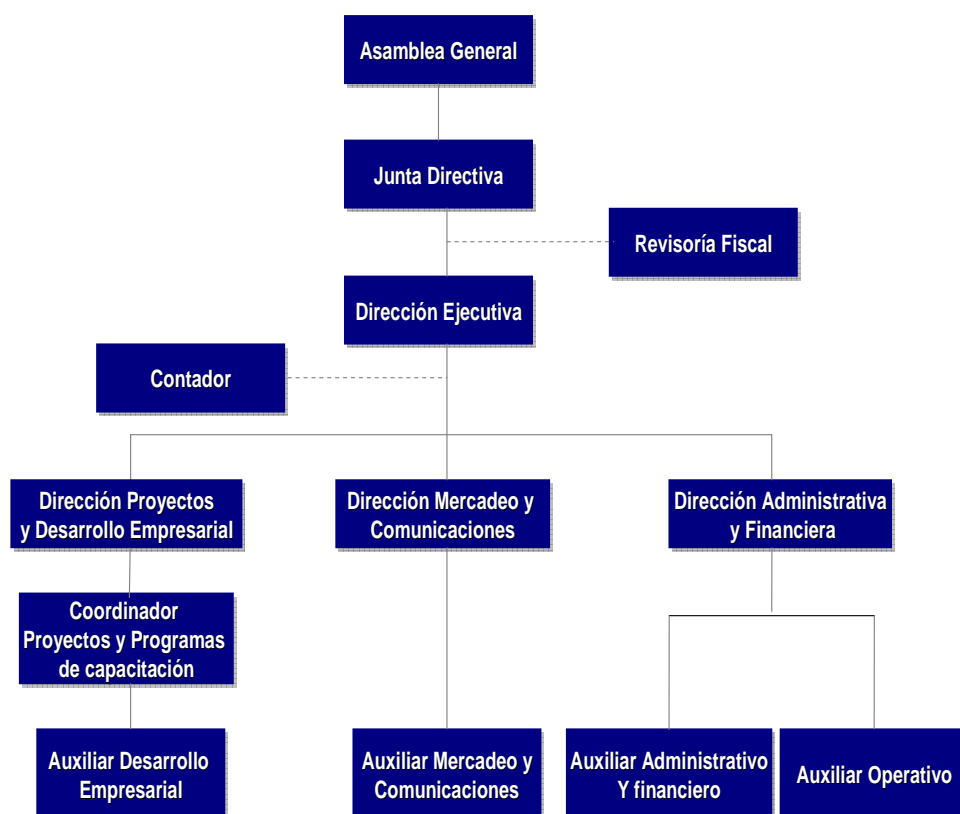 Asamblea General
Junta Directiva
Revisoría Fiscal
Dirección Ejecutiva
Contador
Dirección Proyectos
y Desarrollo Empresarial
Dirección Mercadeo y
Comunicaciones
Dirección Administrativa
y Financiera
Coordinador
Proyectos y Programas
de capacitación
Auxiliar Desarrollo
Empresarial
Auxiliar Mercadeo y
Comunicaciones
Auxiliar Administrativo
Y financiero
Auxiliar Operativo